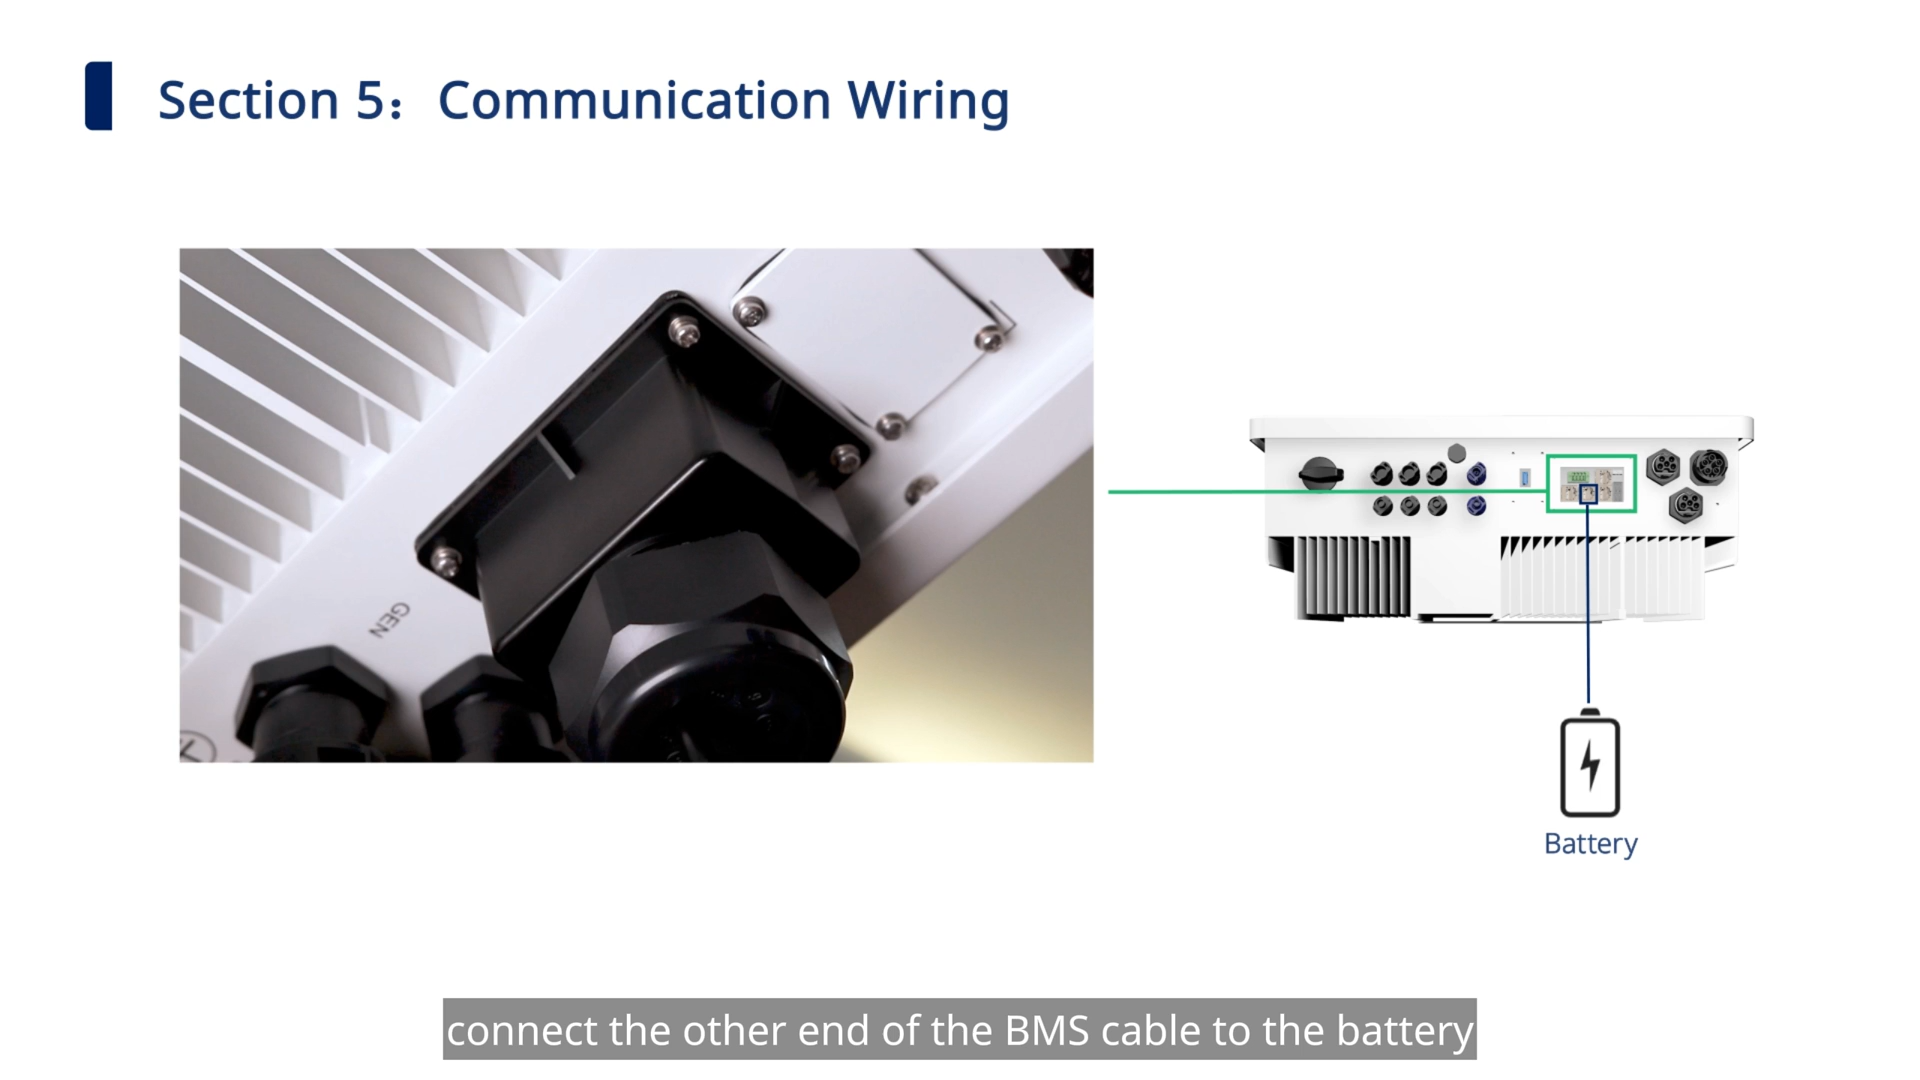 Section 5：Communication Wiring
GEN
Battery
connect the other end of the BMS cable to the battery